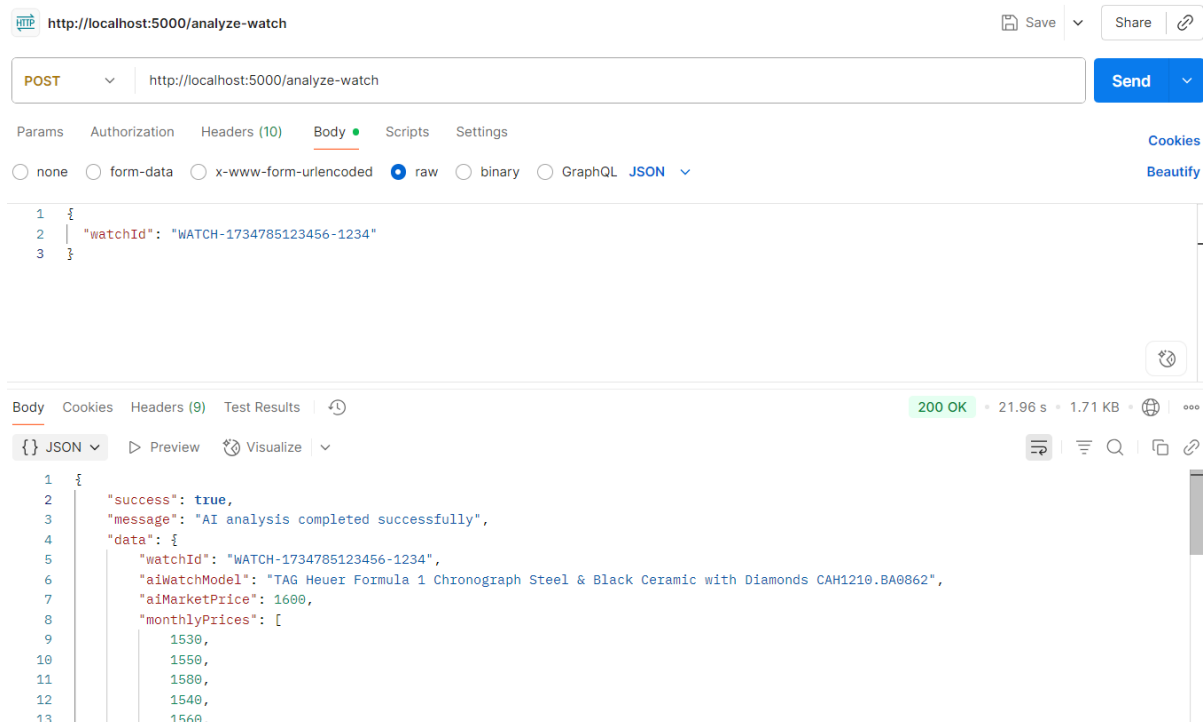 HTTP http://localhost:5000/analyze-watch Save Share
POST http://localhost:5000/analyze-watch Send
Params Authorization Headers (10) Body Scripts Settings Cookies
none form-data x-www-form-urlencoded raw binary GraphQL JSON Beautify
1 {
2 "watchId": "WATCH-1734785123456-1234"
3 }
Body Cookies Headers (9) Test Results 200 OK 21.96 s 1.71 KB
{} JSON Preview Visualize
1 {
2 "success": true,
3 "message": "AI analysis completed successfully",
4 "data": {
5 "watchId": "WATCH-1734785123456-1234",
6 "aiWatchModel": "TAG Heuer Formula 1 Chronograph Steel & Black Ceramic with Diamonds CAH1210.BA0862",
7 "aiMarketPrice": 1600,
8 "monthlyPrices": [
9 1530,
10 1550,
11 1580,
12 1540,
13 1560,